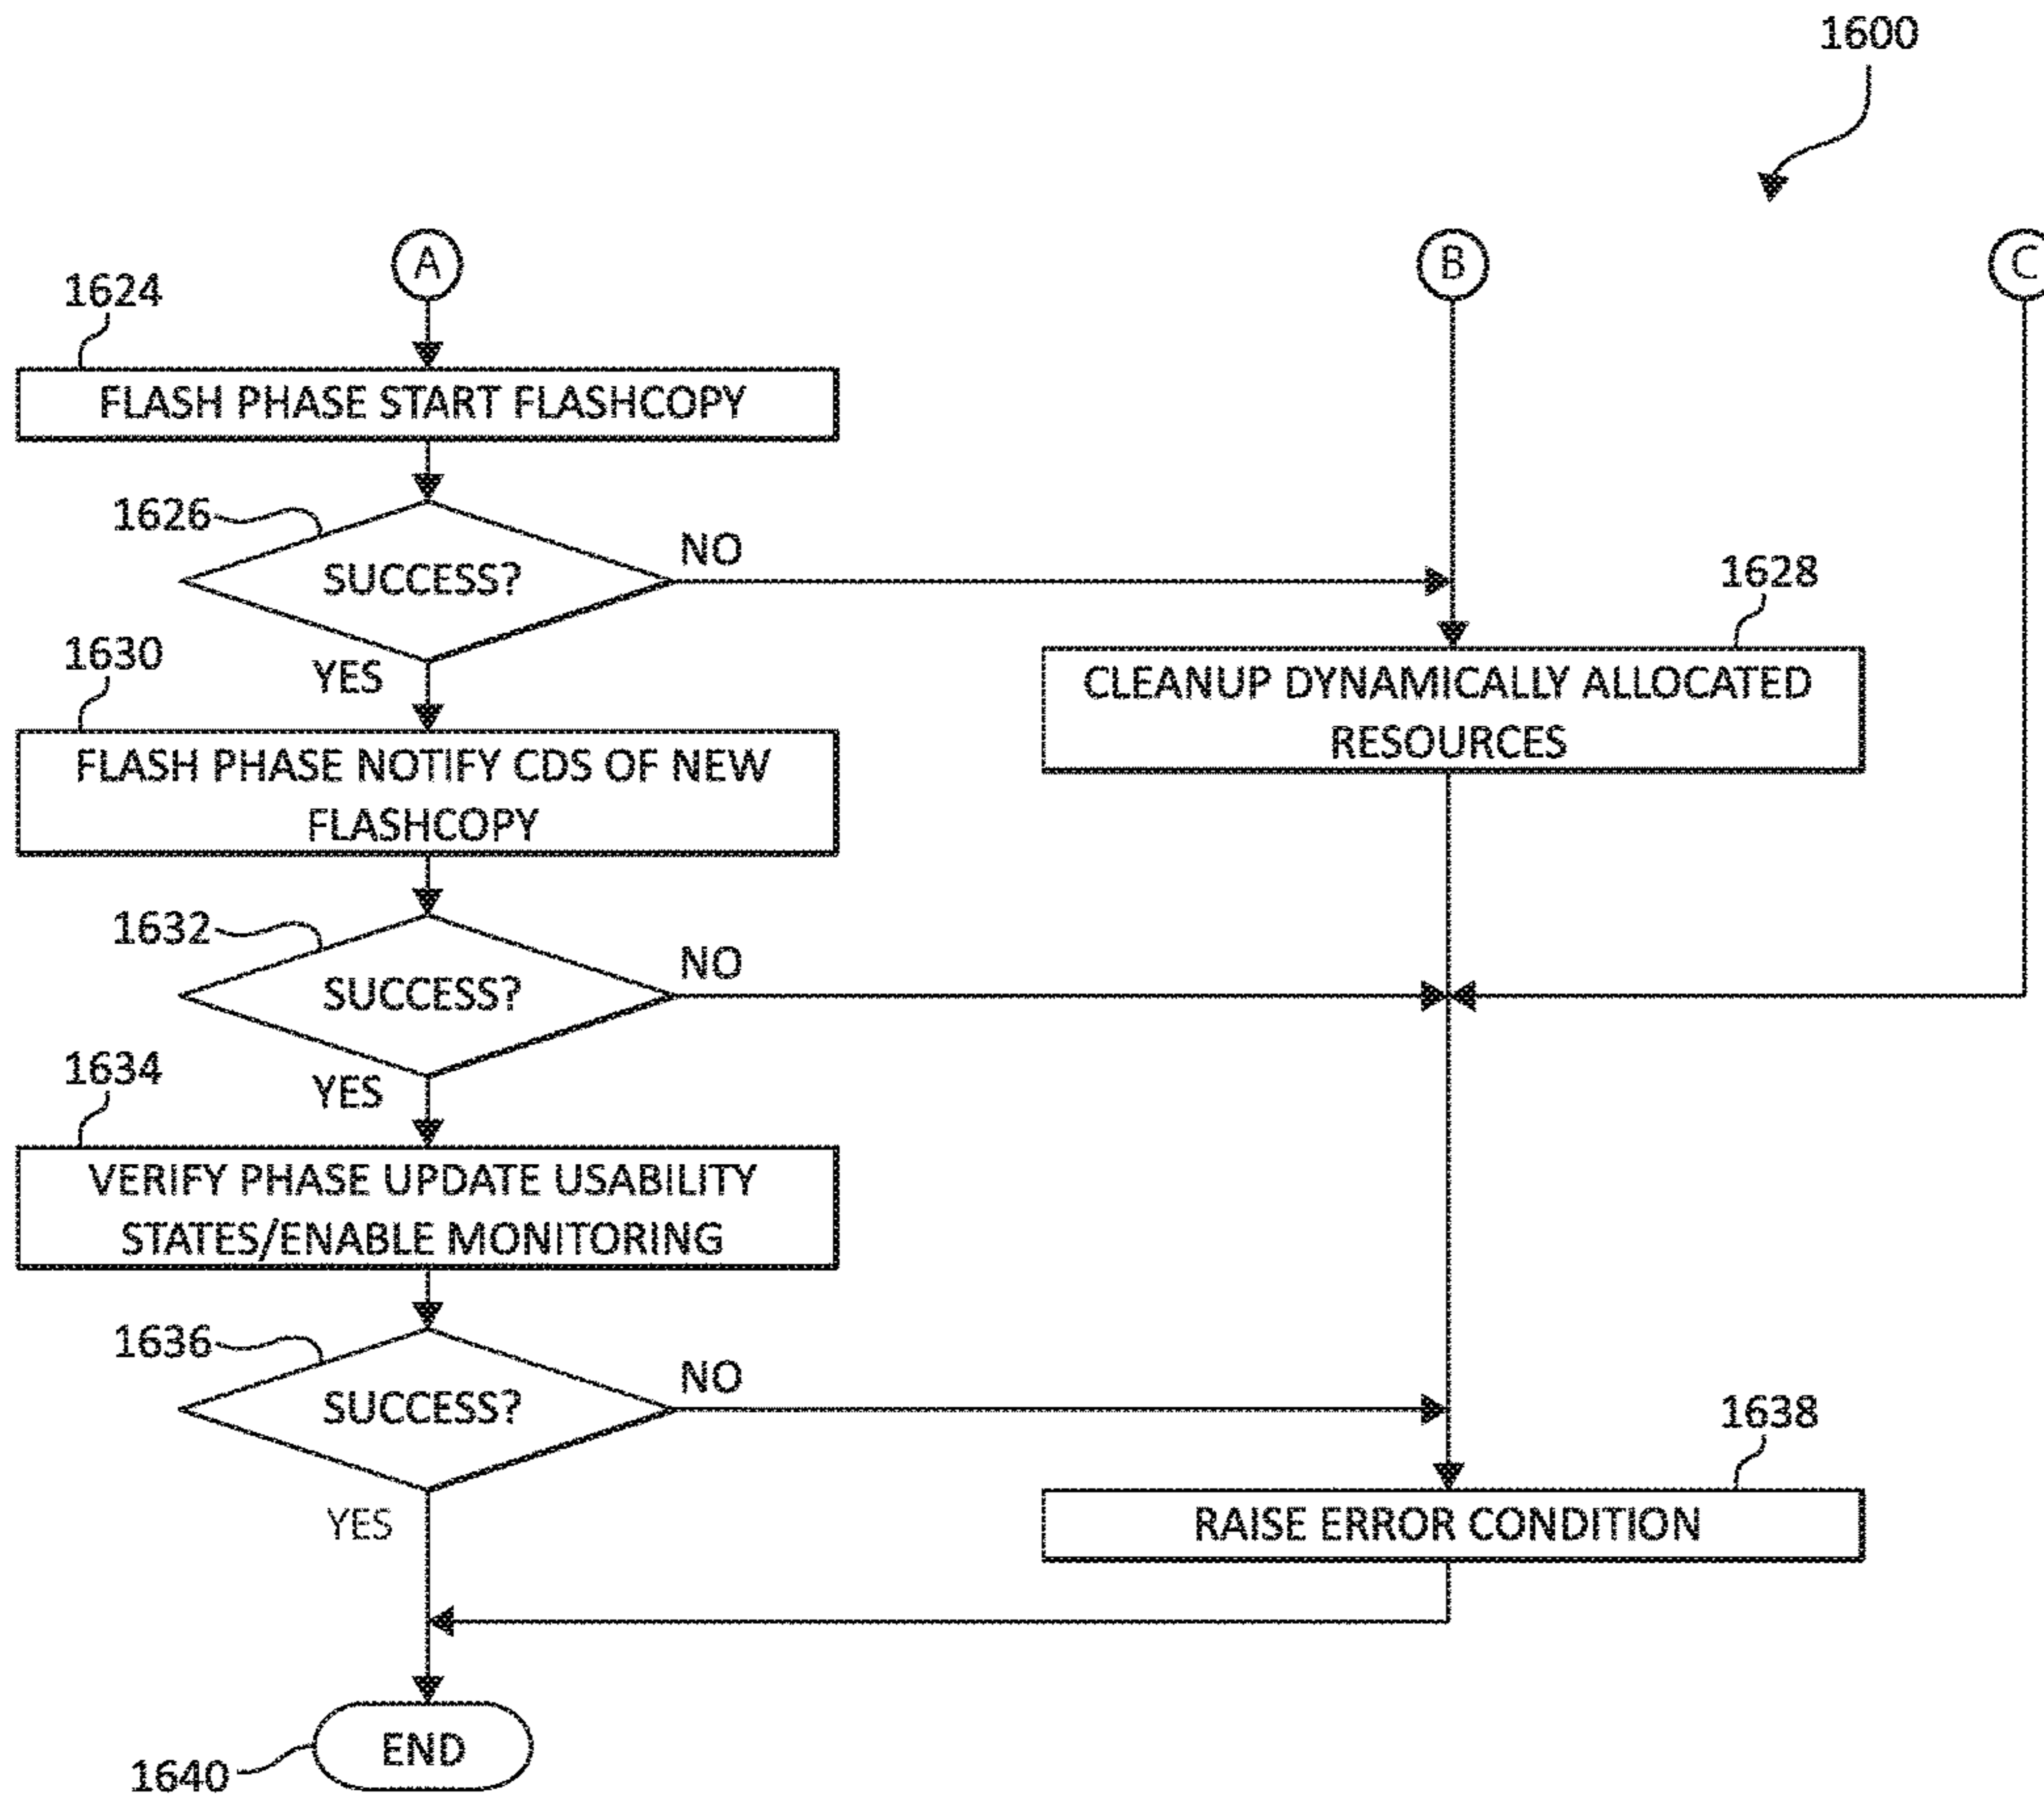 1600
A
B
C
1624
FLASH PHASE START FLASHCOPY
1626
SUCCESS?
NO
1628
YES
1630
CLEANUP DYNAMICALLY ALLOCATED
RESOURCES
FLASH PHASE NOTIFY CDS OF NEW
FLASHCOPY
1632
SUCCESS?
NO
YES
1634
VERIFY PHASE UPDATE USABILITY
STATES/ENABLE MONITORING
1636
SUCCESS?
NO
1638
YES
RAISE ERROR CONDITION
END
1640